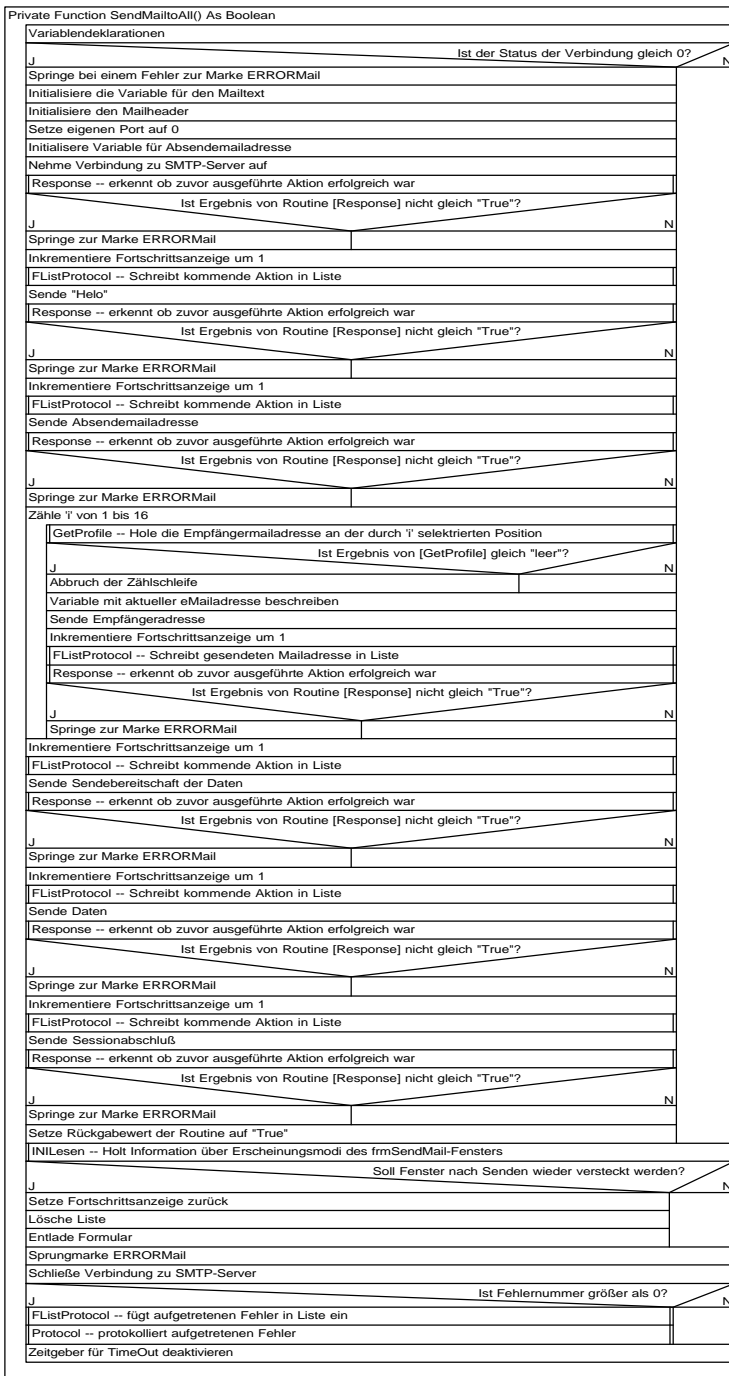 Private Function SendMailtoAll() As Boolean
Variablendeklarationen
Ist der Status der Verbindung gleich 0?
J N
Springe bei einem Fehler zur Marke ERRORMail
Initialisiere die Variable für den Mailtext
Initialisiere den Mailheader
Setze eigenen Port auf 0
Initialisere Variable für Absendemailadresse
Nehme Verbindung zu SMTP-Server auf
Response -- erkennt ob zuvor ausgeführte Aktion erfolgreich war
Ist Ergebnis von Routine [Response] nicht gleich "True"?
J N
Springe zur Marke ERRORMail
Inkrementiere Fortschrittsanzeige um 1
FListProtocol -- Schreibt kommende Aktion in Liste
Sende "Helo"
Response -- erkennt ob zuvor ausgeführte Aktion erfolgreich war
Ist Ergebnis von Routine [Response] nicht gleich "True"?
J N
Springe zur Marke ERRORMail
Inkrementiere Fortschrittsanzeige um 1
FListProtocol -- Schreibt kommende Aktion in Liste
Sende Absendemailadresse
Response -- erkennt ob zuvor ausgeführte Aktion erfolgreich war
Ist Ergebnis von Routine [Response] nicht gleich "True"?
J N
Springe zur Marke ERRORMail
Zähle 'i' von 1 bis 16
GetProfile -- Hole die Empfängermailadresse an der durch 'i' selektrierten Position
Ist Ergebnis von [GetProfile] gleich "leer"?
J N
Abbruch der Zählschleife
Variable mit aktueller eMailadresse beschreiben
Sende Empfängeradresse
Inkrementiere Fortschrittsanzeige um 1
FListProtocol -- Schreibt gesendeten Mailadresse in Liste
Response -- erkennt ob zuvor ausgeführte Aktion erfolgreich war
Ist Ergebnis von Routine [Response] nicht gleich "True"?
J N
Springe zur Marke ERRORMail
Inkrementiere Fortschrittsanzeige um 1
FListProtocol -- Schreibt kommende Aktion in Liste
Sende Sendebereitschaft der Daten
Response -- erkennt ob zuvor ausgeführte Aktion erfolgreich war
Ist Ergebnis von Routine [Response] nicht gleich "True"?
J N
Springe zur Marke ERRORMail
Inkrementiere Fortschrittsanzeige um 1
FListProtocol -- Schreibt kommende Aktion in Liste
Sende Daten
Response -- erkennt ob zuvor ausgeführte Aktion erfolgreich war
Ist Ergebnis von Routine [Response] nicht gleich "True"?
J N
Springe zur Marke ERRORMail
Inkrementiere Fortschrittsanzeige um 1
FListProtocol -- Schreibt kommende Aktion in Liste
Sende Sessionabschluß
Response -- erkennt ob zuvor ausgeführte Aktion erfolgreich war
Ist Ergebnis von Routine [Response] nicht gleich "True"?
J N
Springe zur Marke ERRORMail
Setze Rückgabewert der Routine auf "True"
INILesen -- Holt Information über Erscheinungsmodi des frmSendMail-Fensters
Soll Fenster nach Senden wieder versteckt werden?
J N
Setze Fortschrittsanzeige zurück
Lösche Liste
Entlade Formular
Sprungmarke ERRORMail
Schließe Verbindung zu SMTP-Server
Ist Fehlernummer größer als 0?
J N
FListProtocol -- fügt aufgetretenen Fehler in Liste ein
Protocol -- protokolliert aufgetretenen Fehler
Zeitgeber für TimeOut deaktivieren